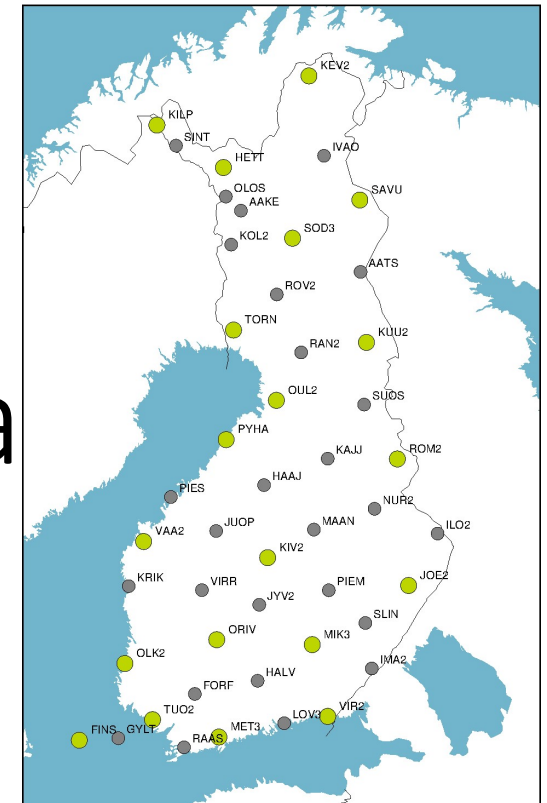 KEV2
KILP
SINT
IVAO
HETT
OLOS
SAVU
AAKE
KOL2
SOD3
AATS
ROV2
TORN
KUU2
RAN2
OUL2
SUOS
a
PYHA
KAJJ
ROM2
HAAJ
PIES
NUR2
JUOP
MAAN
ILO2
VAA2
KIV2
KRIK
VIRR
PIEM
JOE2
JYV2
SLIN
ORIV
MIK3
OLK2
IMA2
HALV
FORF
TUO2
LOV3
VIR2
FINS
GYLT
MET3
RAAS